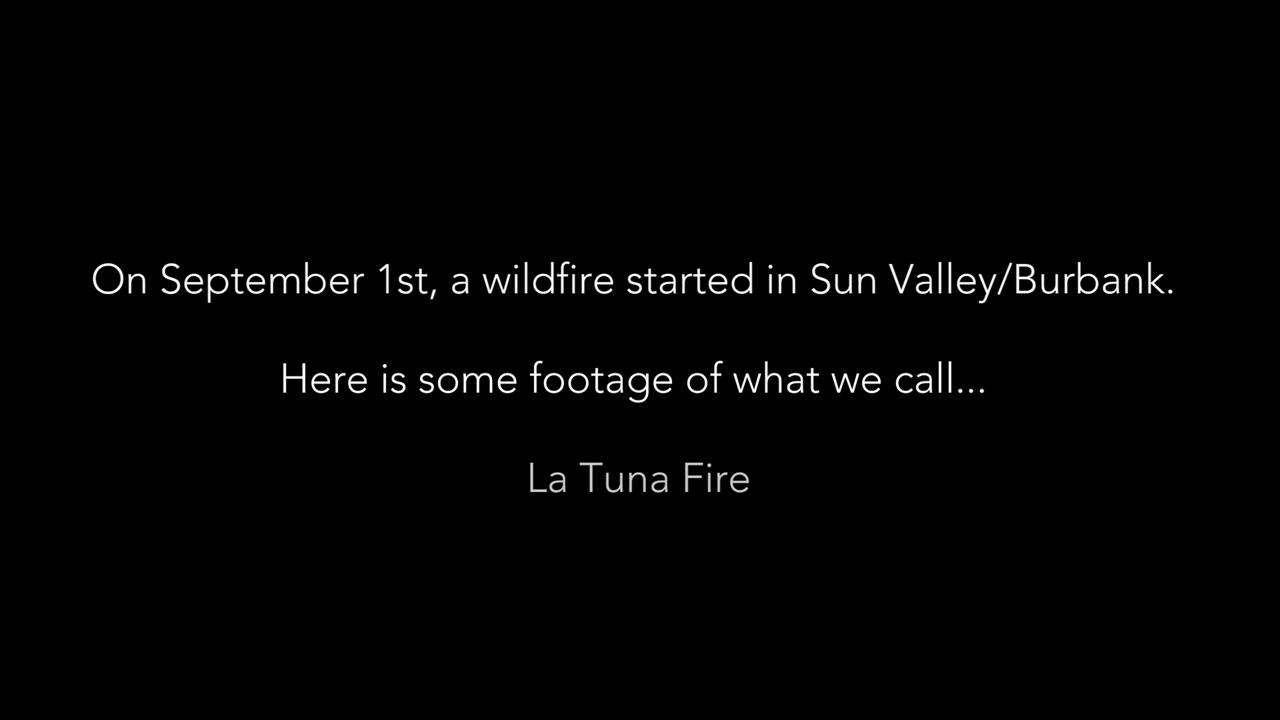 On September 1st, a wildfire started in Sun Valley/Burbank.
Here is some footage of what we call...
La Tuna Fire